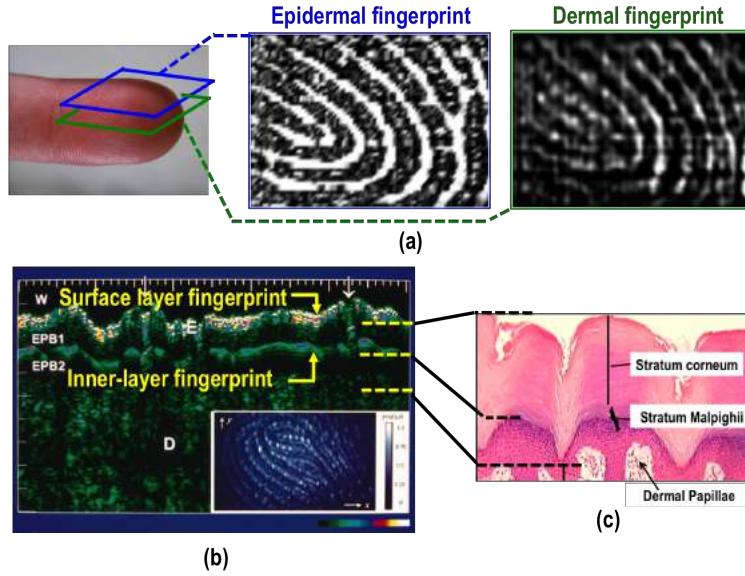 Epidermal fingerprint
Dermal fingerprint
(a)
W
Surface layer fingerprint
E
EPB1
EPB2
Inner-layer fingerprint
D
y
x
Stratum corneum
Stratum Malpighii
Dermal Papillae
(b)
(c)